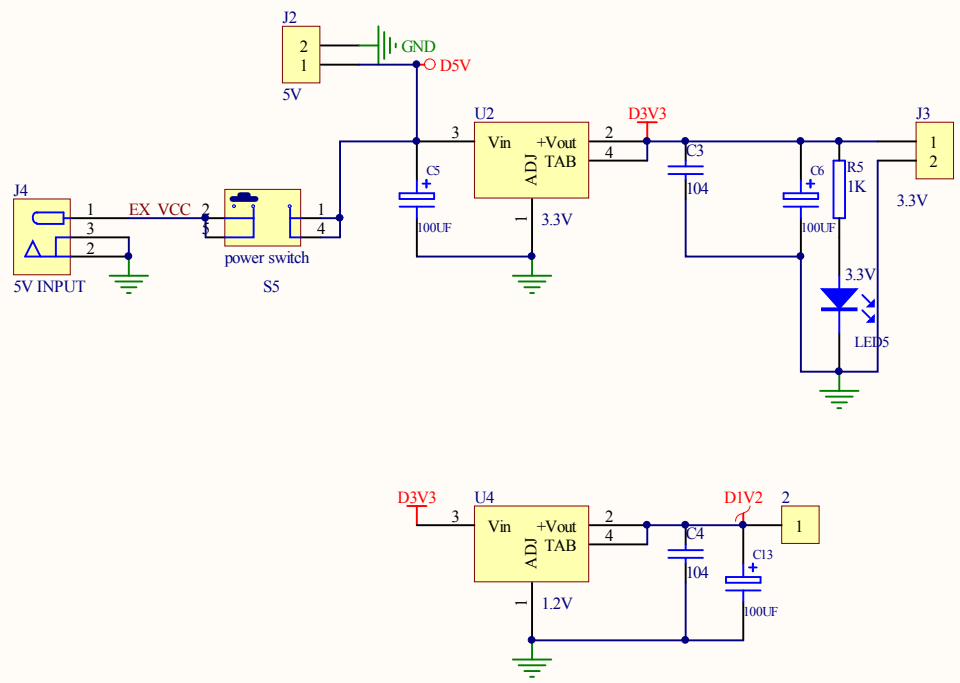 J2
2
GND
1
D5V
5V
U2
D3V3
J3
3
Vin
+Vout
2
1
ADJ
TAB
4
C3
2
C5
C6
R5
104
1K
J4
1
EX_VCC
2
1
100UF
1
3.3V
100UF
3.3V
3
5
4
2
power switch
3.3V
5V INPUT
S5
LED5
D3V3
U4
D1V2
2
3
Vin
+Vout
2
1
ADJ
TAB
4
C4
C13
104
1
1.2V
100UF